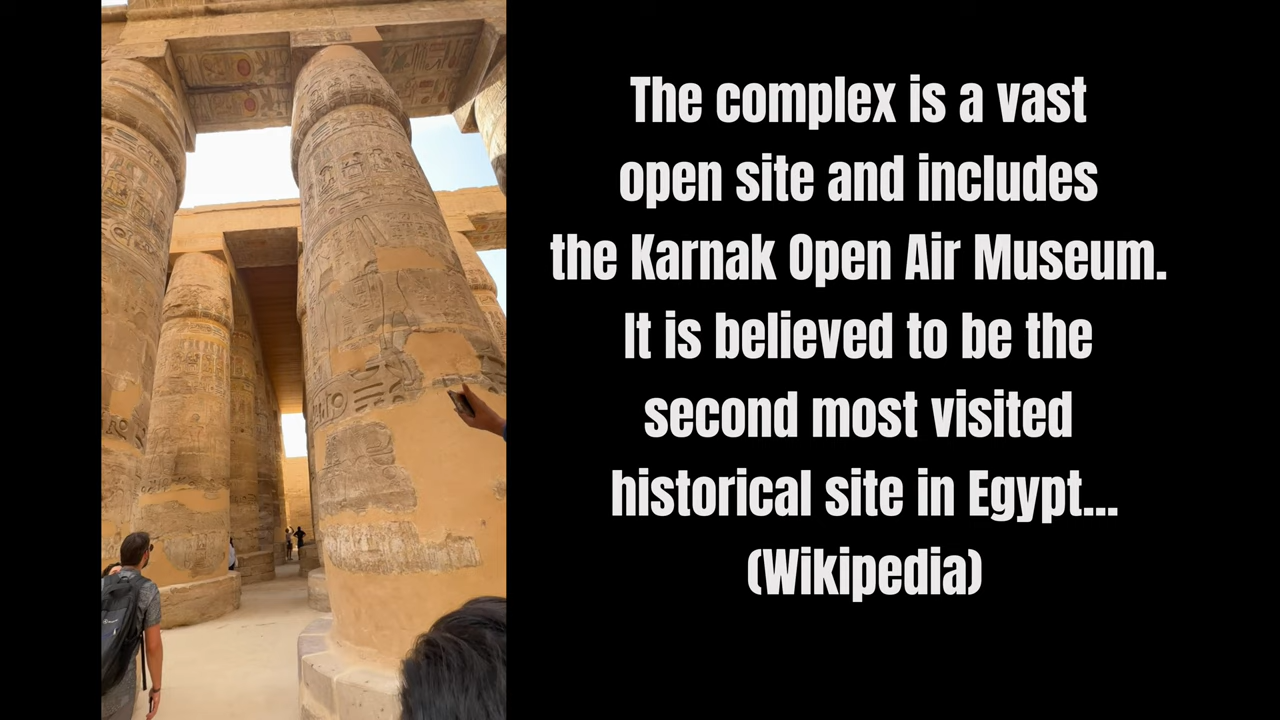 The complex is a vast
open site and includes
the Karnak Open Air Museum.
It is believed to be the
second most visited
historical site in Egypt...
(Wikipedia)